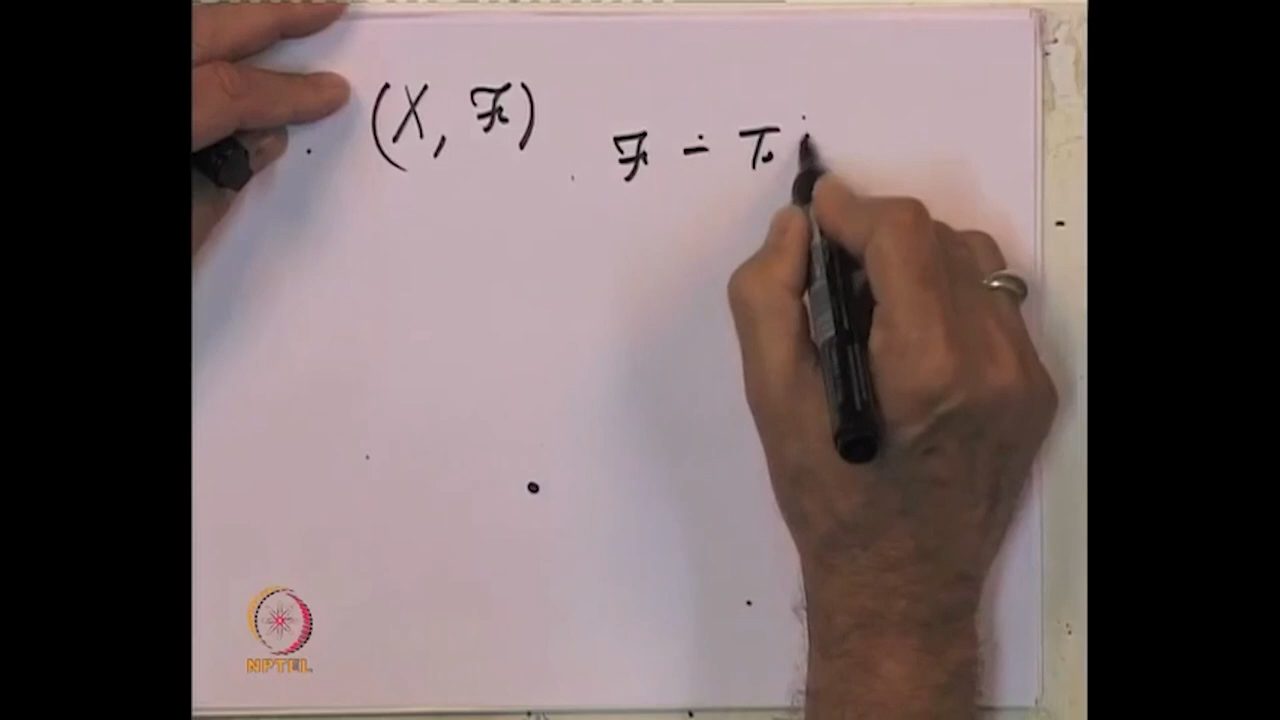 (X, ℱ)
ℱ ∸ T
NPTEL